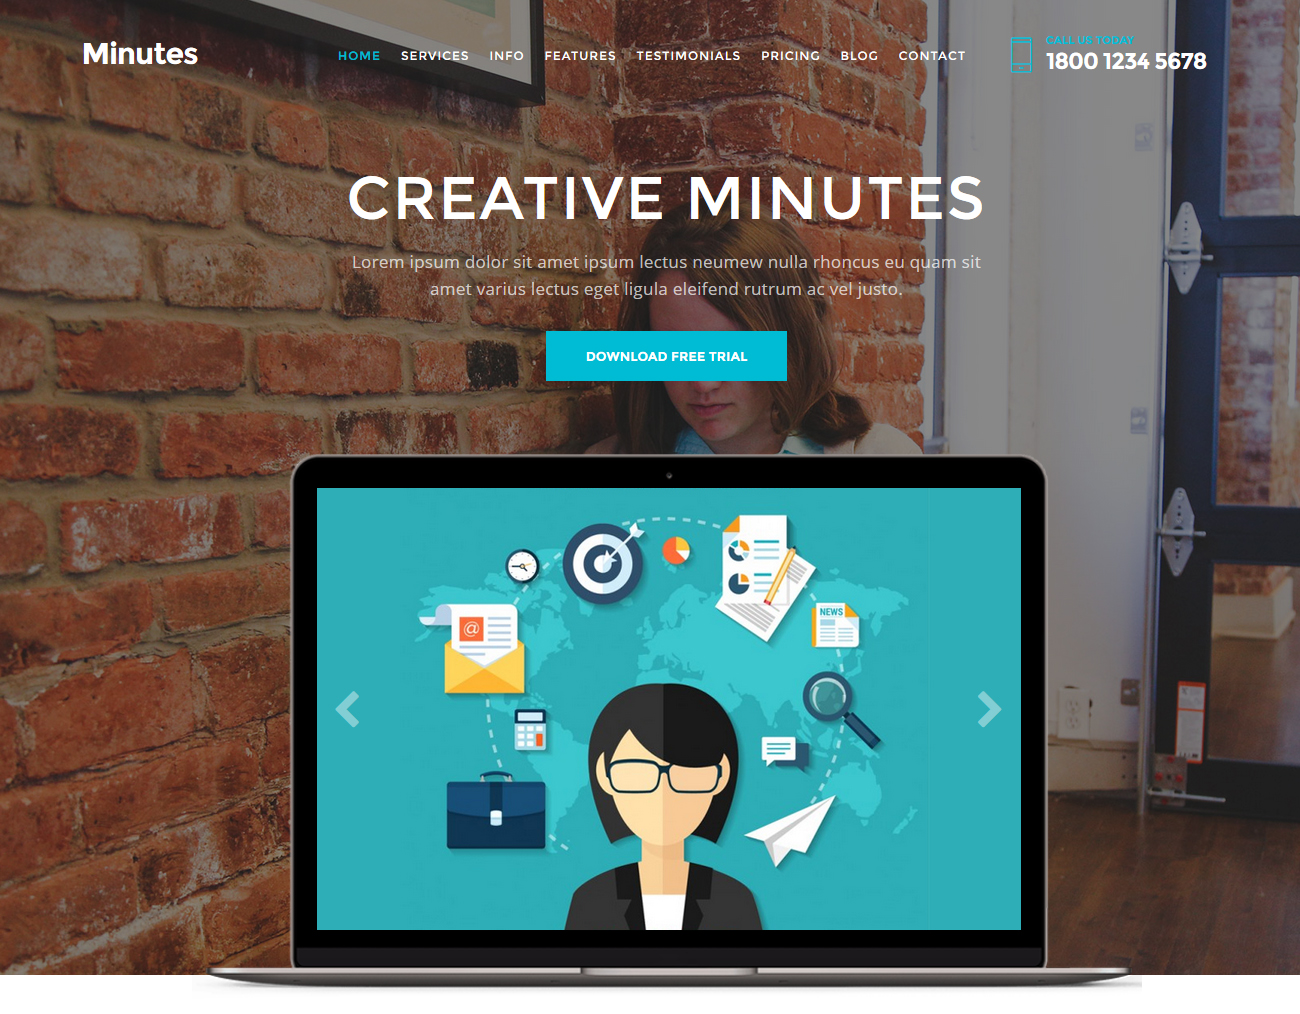 Minutes
HOME SERVICES INFO FEATURES TESTIMONIALS PRICING BLOG CONTACT
CALL US TODAY
1800 1234 5678
CREATIVE MINUTES
Lorem ipsum dolor sit amet ipsum lectus neumew nulla rhoncus eu quam sit
amet varius lectus eget ligula eleifend rutrum ac vel justo.
DOWNLOAD FREE TRIAL
NEWS
@